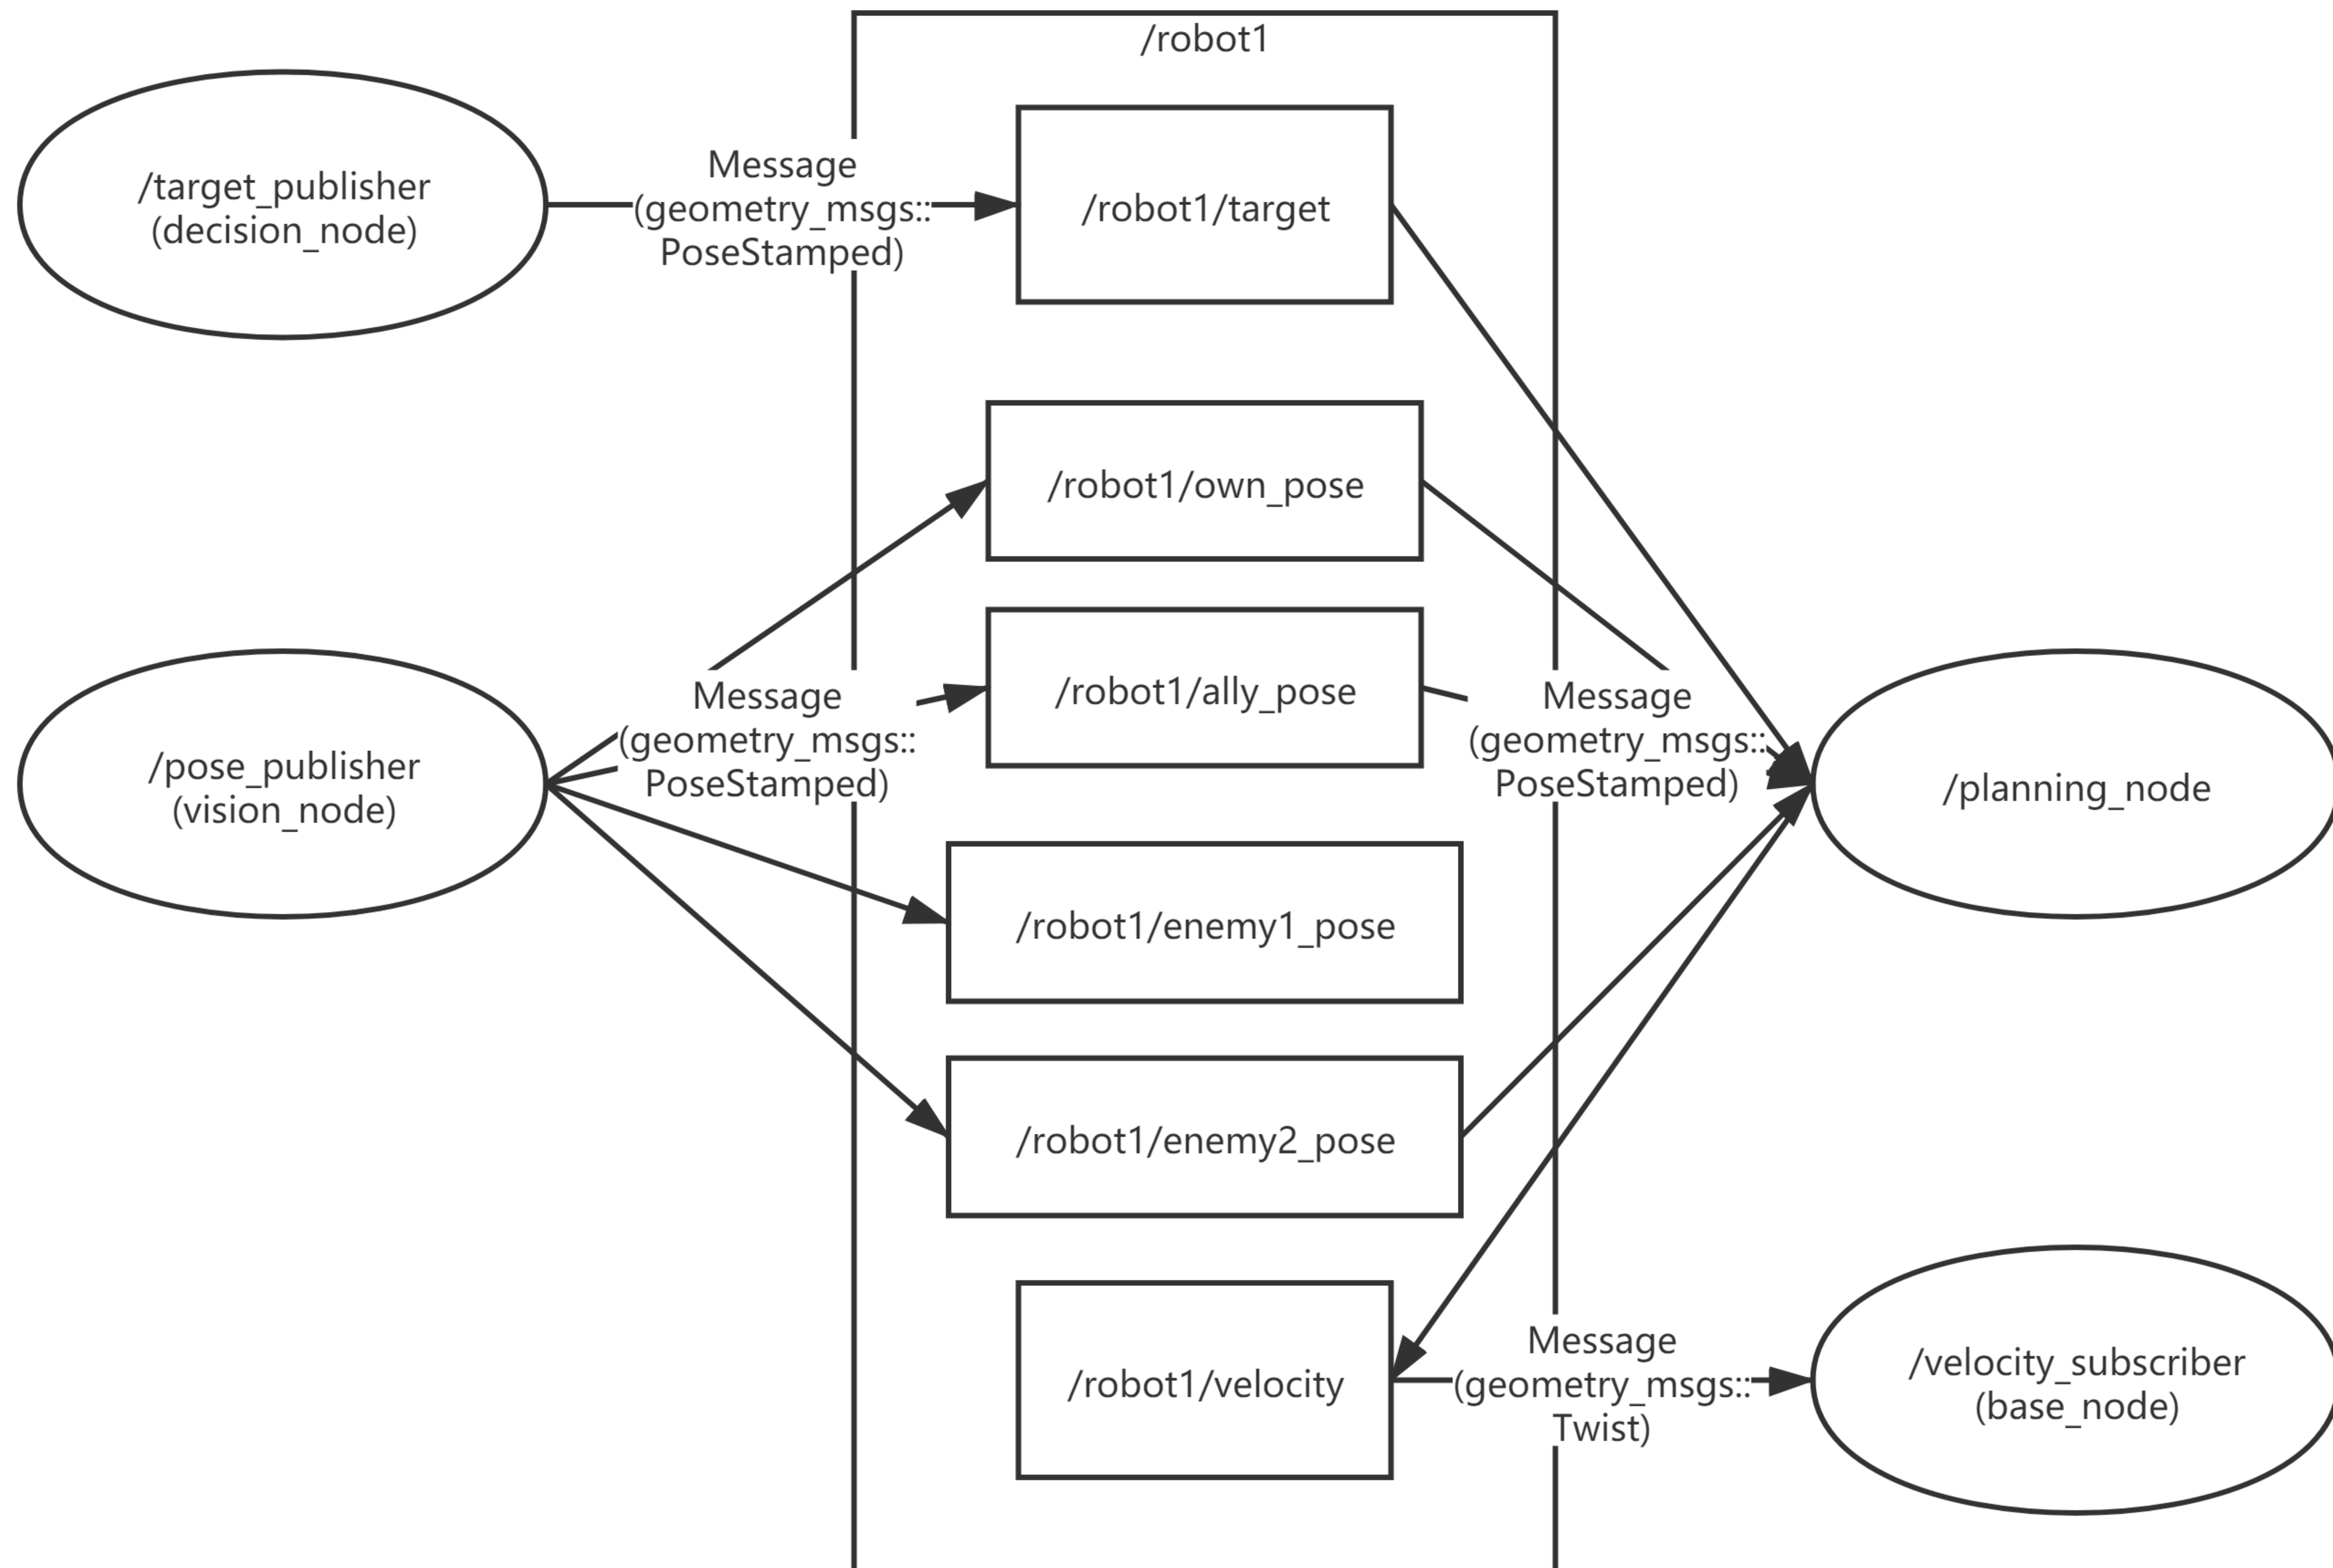 /robot1
/target_publisher
(decision_node)
Message
(geometry_msgs::
PoseStamped)
/robot1/target
/robot1/own_pose
/pose_publisher
(vision_node)
Message
(geometry_msgs::
PoseStamped)
/robot1/ally_pose
Message
(geometry_msgs::
PoseStamped)
/planning_node
/robot1/enemy1_pose
/robot1/enemy2_pose
/robot1/velocity
Message
(geometry_msgs::
Twist)
/velocity_subscriber
(base_node)